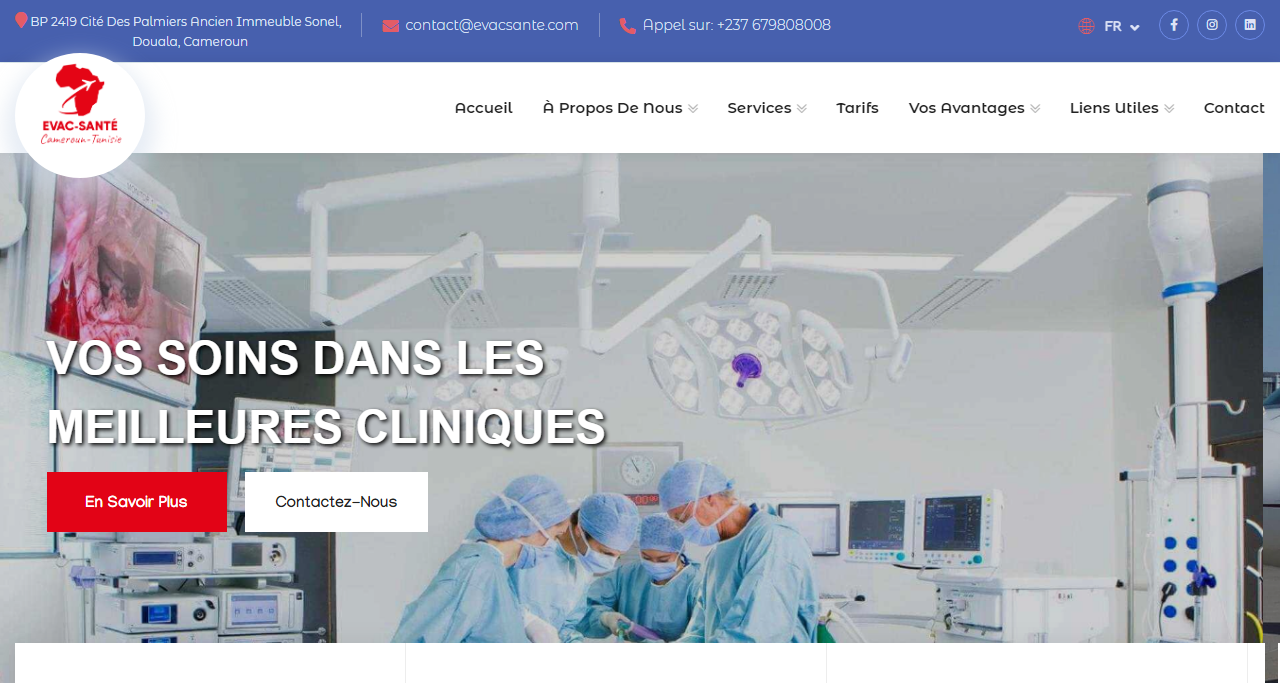 BP 2419 Cité Des Palmiers Ancien Immeuble Sonel,
Douala, Cameroun
contact@evacsante.com
Appel sur: +237 679808008
FR
EVAC-SANTÉ
Cameroun-Tunisie
Accueil
À Propos De Nous
Services
Tarifs
Vos Avantages
Liens Utiles
Contact
VOS SOINS DANS LES
MEILLEURES CLINIQUES
En Savoir Plus
Contactez-Nous